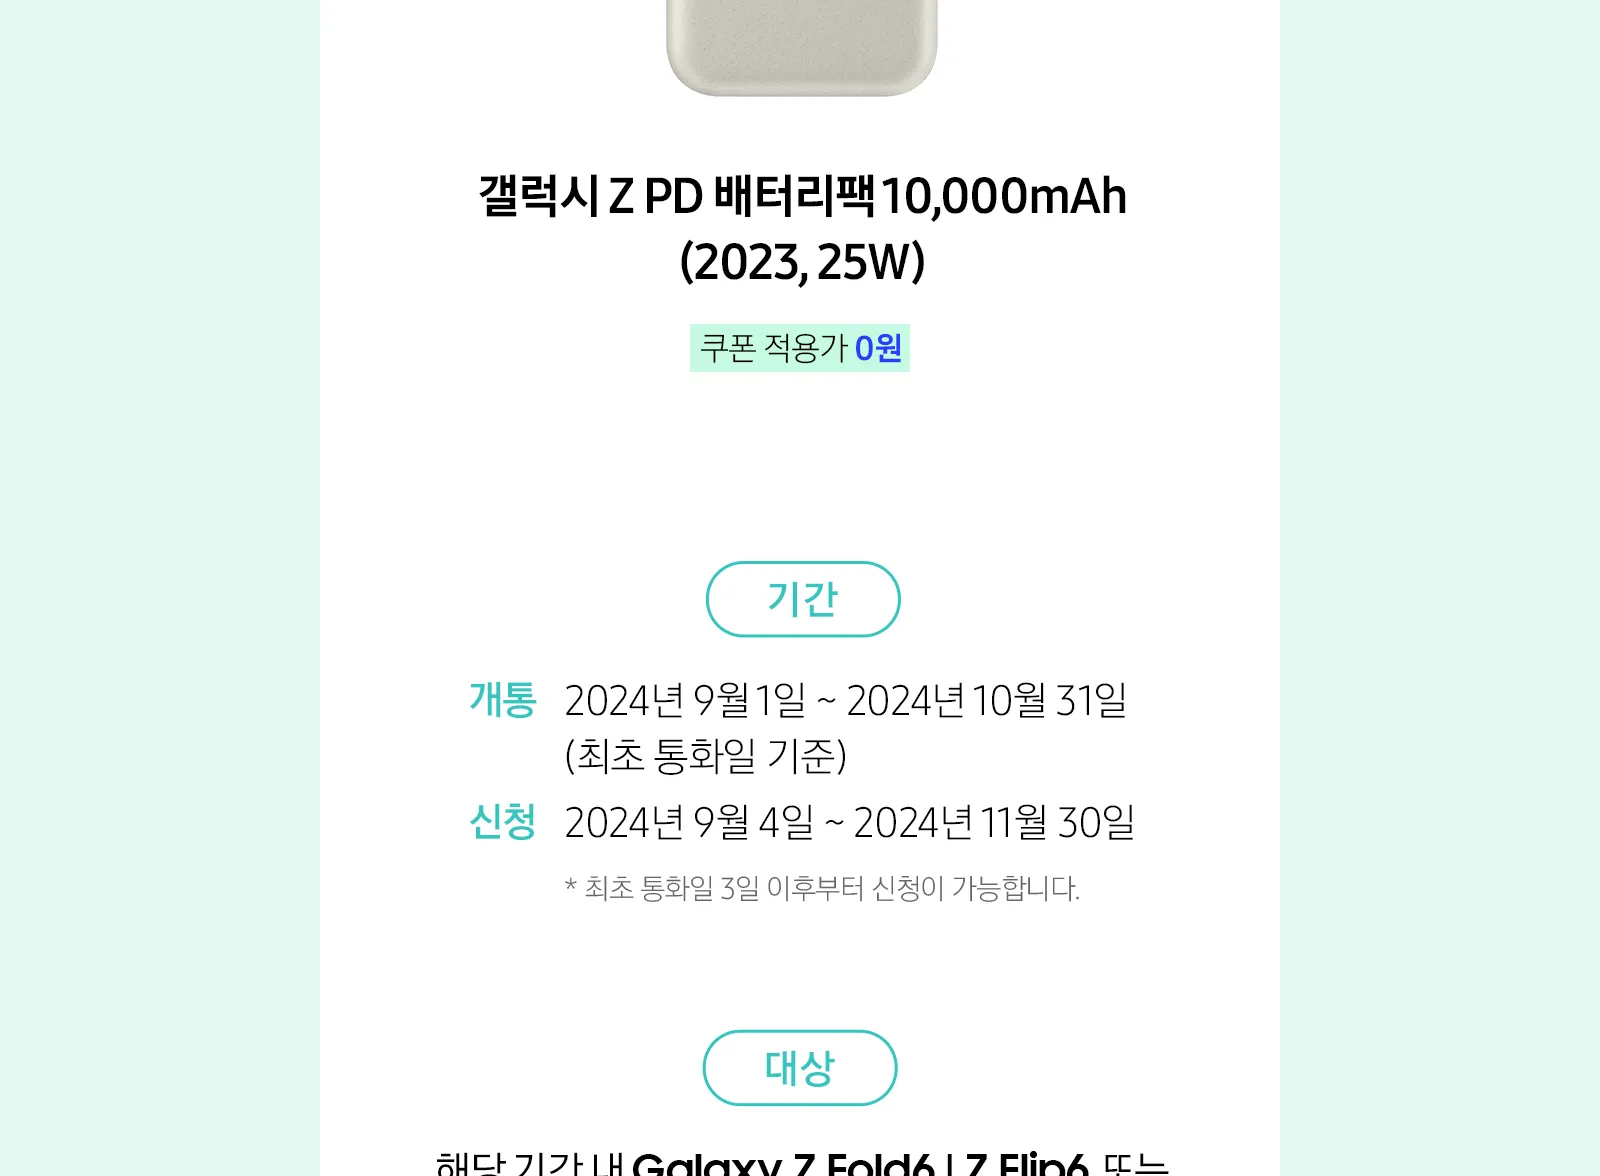 갤럭시 Z PD 배터리팩 10,000mAh
(2023, 25W)
쿠폰 적용가 0원
기간
개통 2024년 9월 1일 ~ 2024년 10월 31일
(최초 통화일 기준)
신청 2024년 9월 4일 ~ 2024년 11월 30일
* 최초 통화일 3일 이후부터 신청이 가능합니다.
대상
해당 기간 내 Galaxy Z Fold6 | Z Flip6 또는